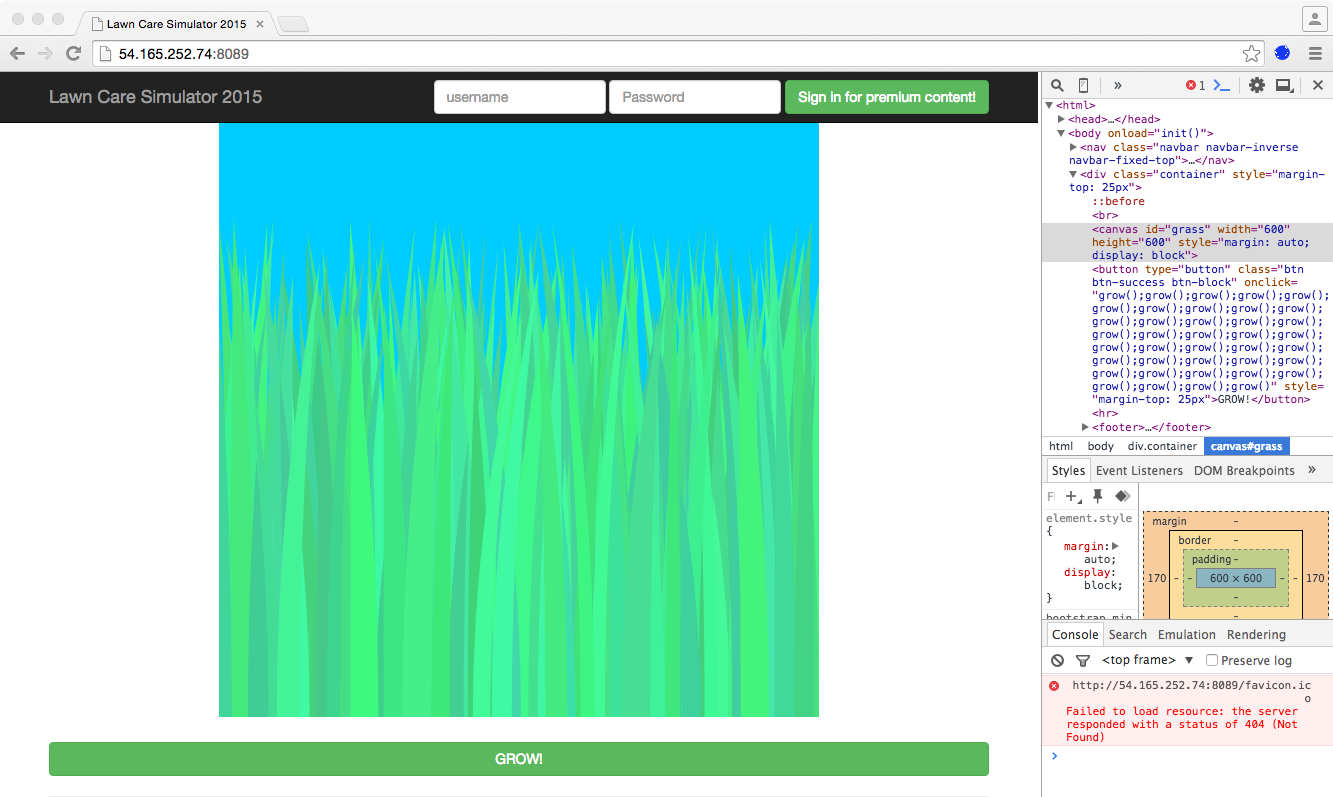 Lawn Care Simulator 2015
54.165.252.74:8089
Lawn Care Simulator 2015
username
Password
Sign in for premium content!
GROW!
1
<html>
<head>…</head>
<body onload="init()">
<nav class="navbar navbar-inverse
navbar-fixed-top">…</nav>
<div class="container" style="margin-
top: 25px">
::before
<br>
<canvas id="grass" width="600"
height="600" style="margin: auto;
display: block">
<button type="button" class="btn
btn-success btn-block" onclick=
"grow();grow();grow();grow();grow();
grow();grow();grow();grow();grow();
grow();grow();grow();grow();grow();
grow();grow();grow();grow();grow();
grow();grow();grow();grow();grow();
grow();grow();grow();grow();grow();
grow();grow();grow();grow();grow();
grow();grow();grow();grow()" style=
"margin-top: 25px">GROW!</button>
<hr>
<footer>…</footer>
html body div.container canvas#grass
Styles Event Listeners DOM Breakpoints
element.style
{
margin:
auto;
display:
block;
}
bootstrap.min
margin -
border -
padding -
170 - - 600 × 600 - - 170
-
-
Console Search Emulation Rendering
<top frame> Preserve log
http://54.165.252.74:8089/favicon.ic
o
Failed to load resource: the server
responded with a status of 404 (Not
Found)